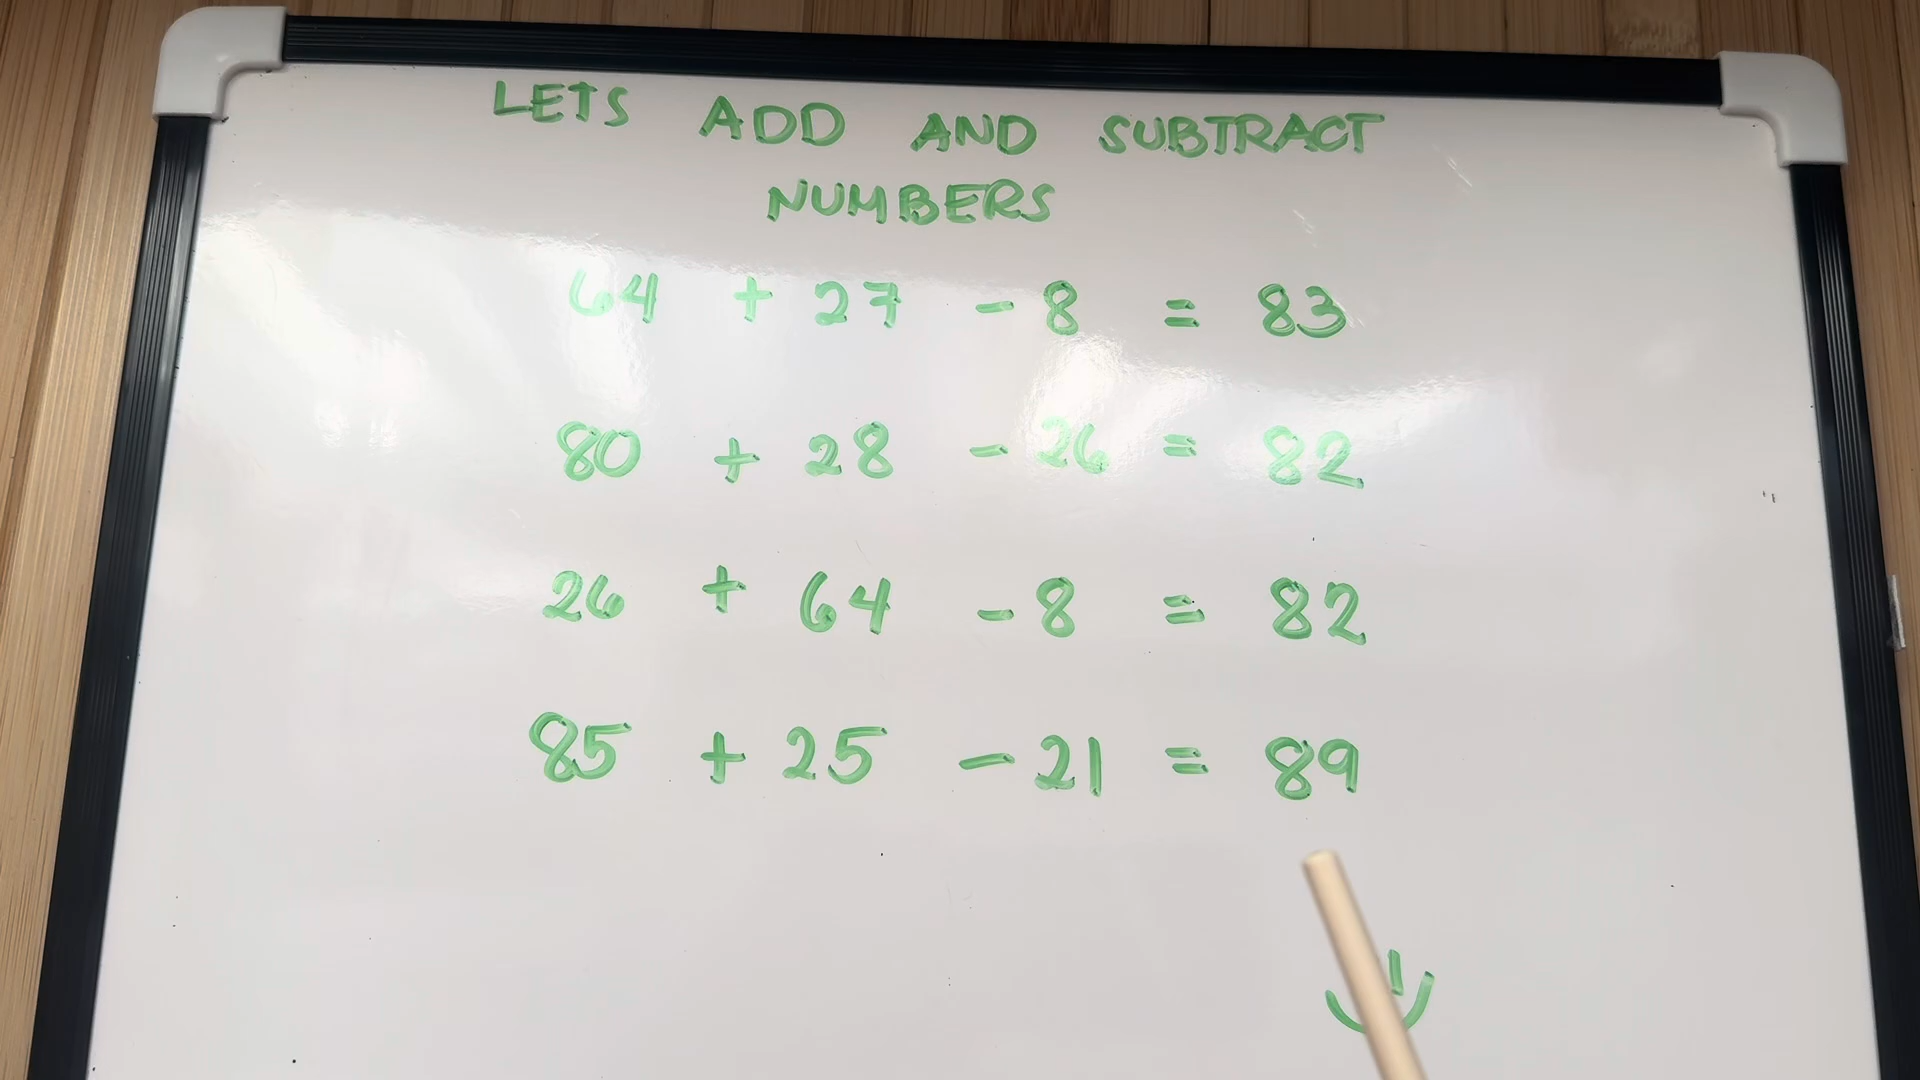 LETS ADD AND SUBTRACT
NUMBERS
64 + 27 - 8 = 83
80 + 28 - 26 = 82
26 + 64 - 8 = 82
85 + 25 - 21 = 89